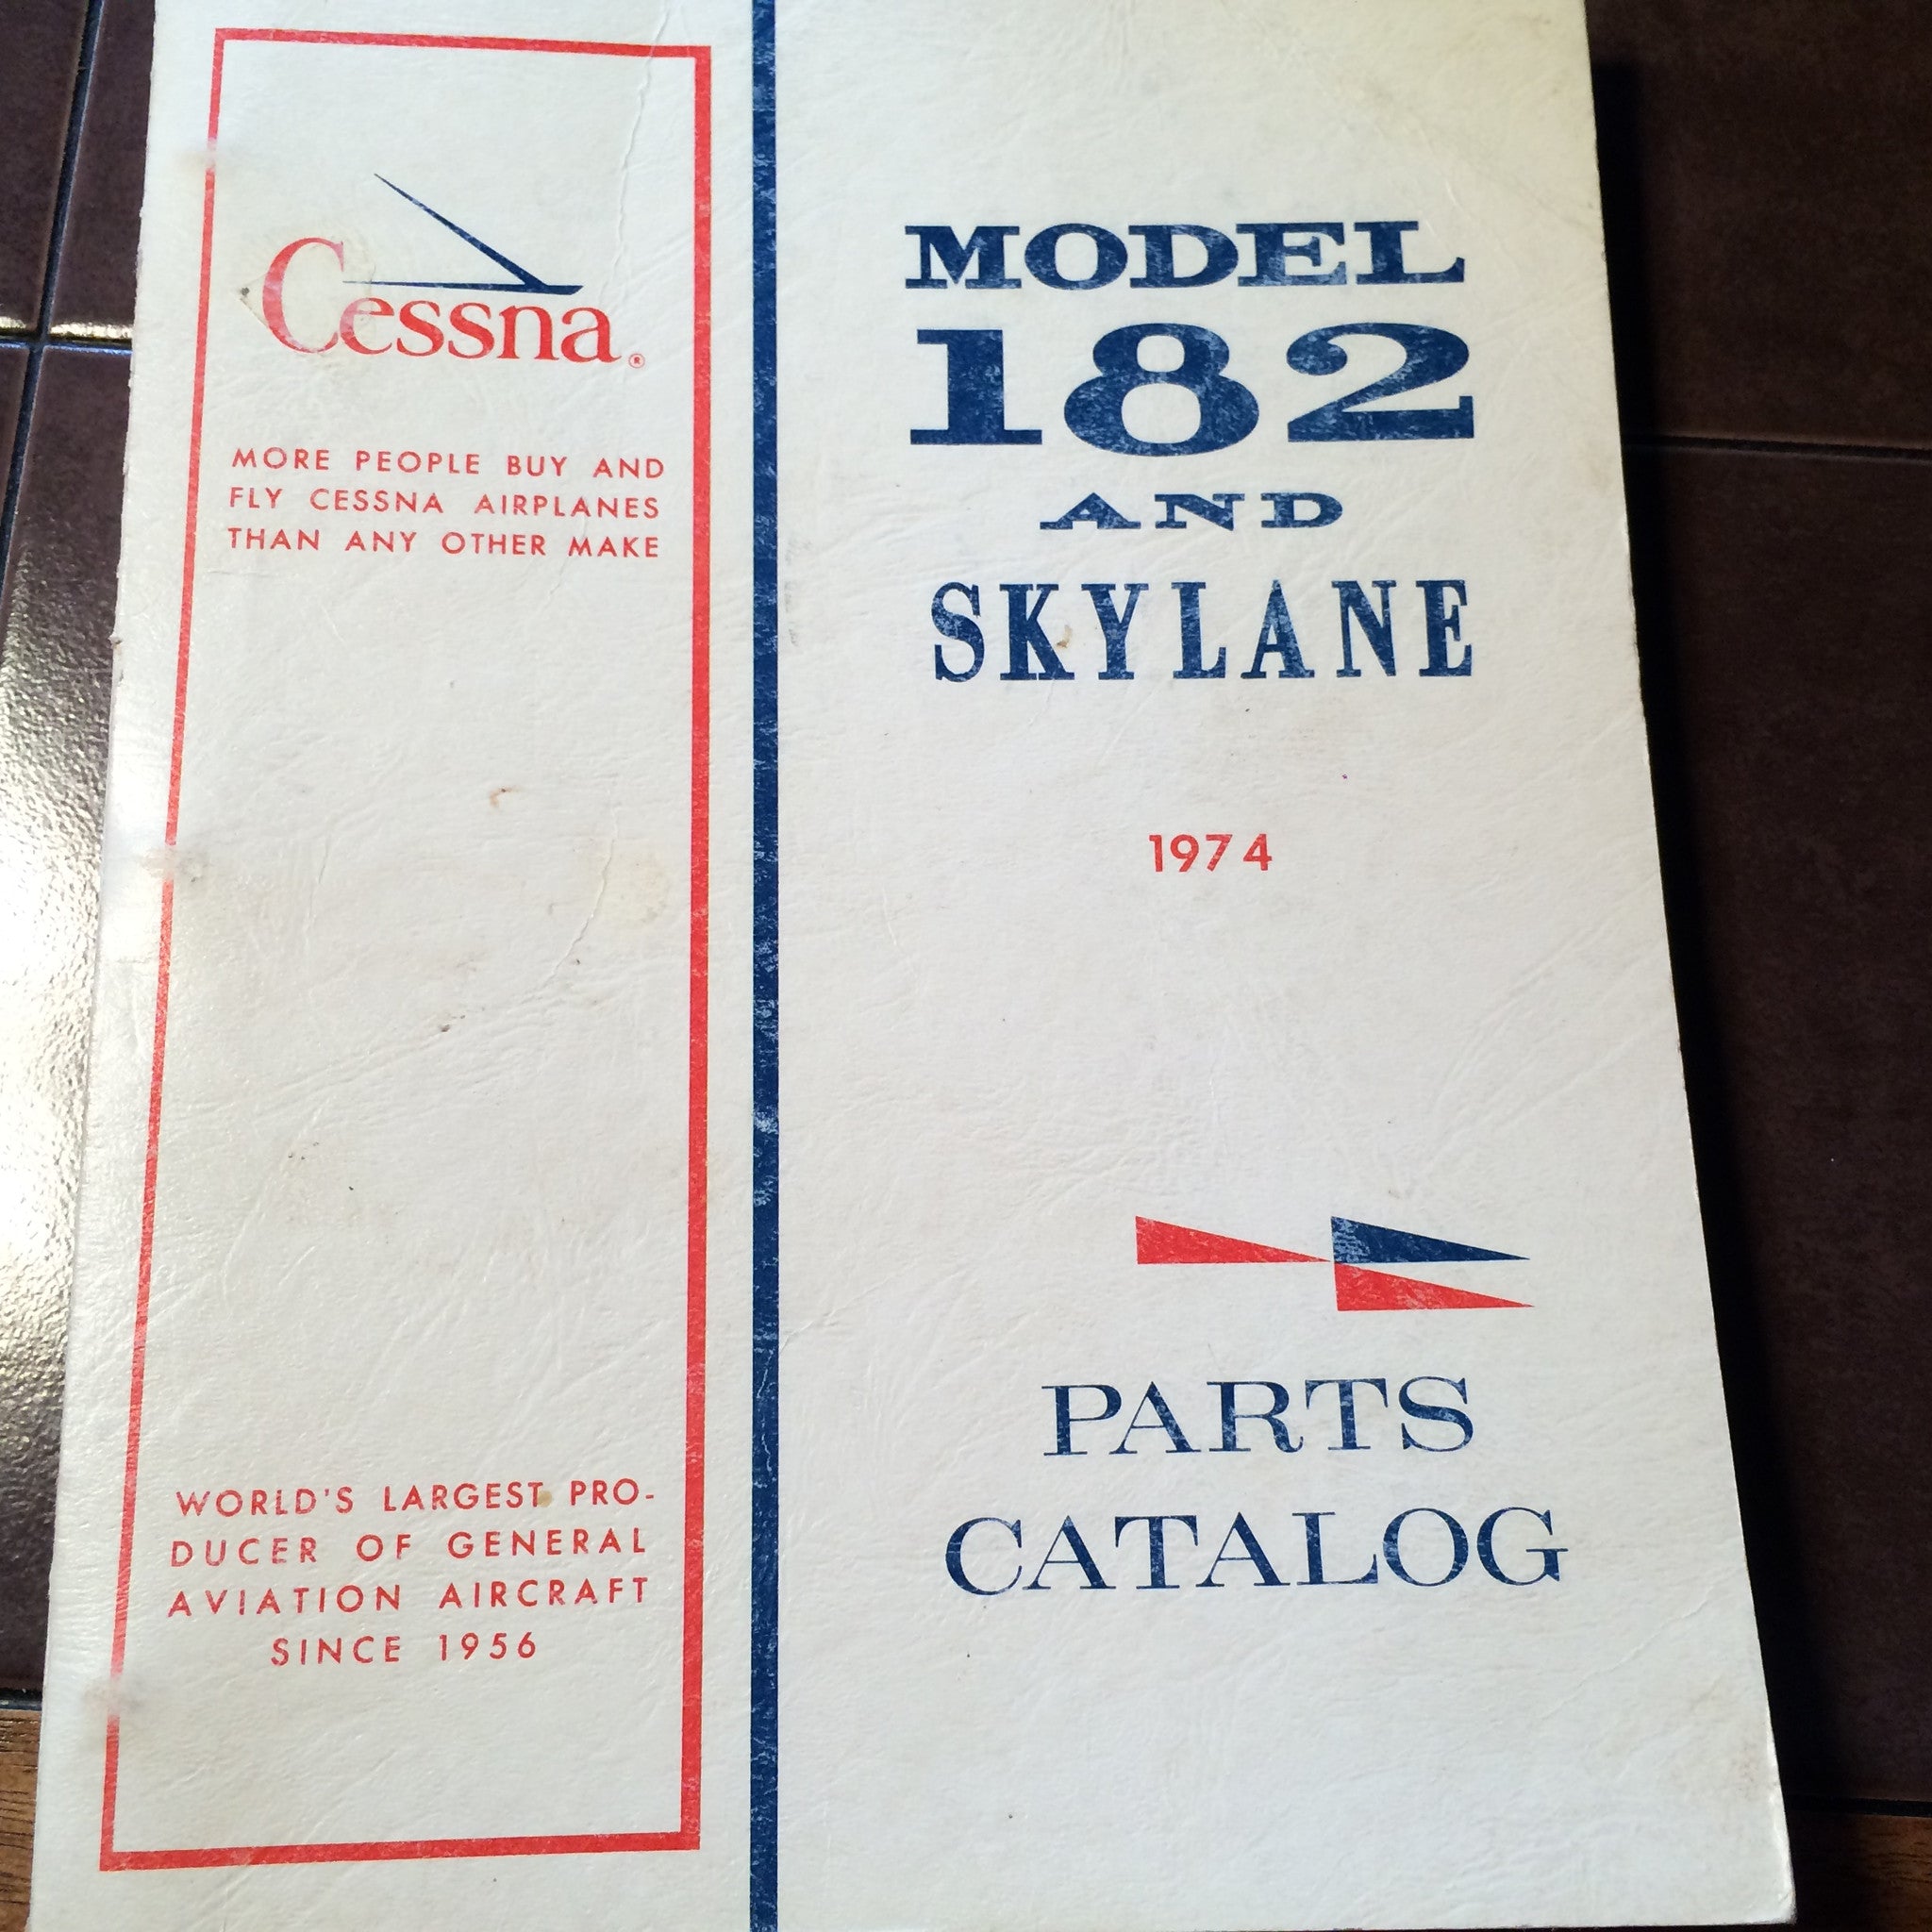 Cessna®
MORE PEOPLE BUY AND
FLY CESSNA AIRPLANES
THAN ANY OTHER MAKE
WORLD'S LARGEST PRO-
DUCER OF GENERAL
AVIATION AIRCRAFT
SINCE 1956
MODEL
182
AND
SKYLANE
1974
PARTS
CATALOG